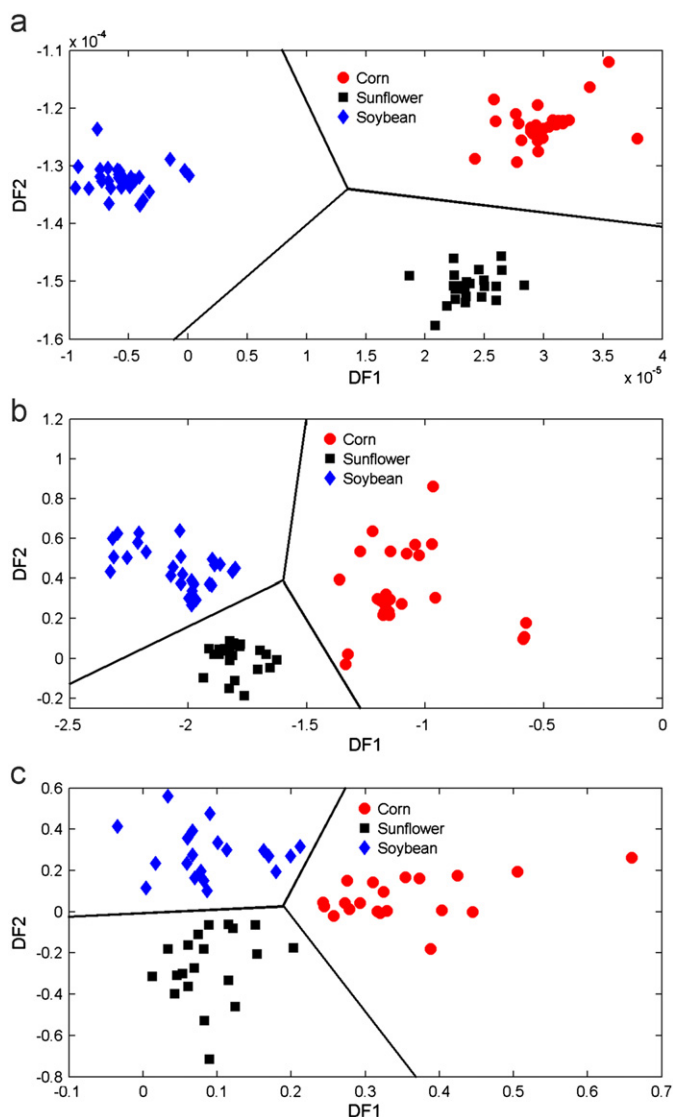 a
× 10⁻⁴
-1.1
-1.2
-1.3
-1.4
-1.5
-1.6
DF2
Corn
Sunflower
Soybean
-1 -0.5 0 0.5 1 1.5 2 2.5 3 3.5 4
DF1
× 10⁻⁵
b
1.2
1
0.8
0.6
0.4
0.2
0
-0.2
DF2
Corn
Sunflower
Soybean
-2.5 -2 -1.5 -1 -0.5 0
DF1
c
0.6
0.4
0.2
0
-0.2
-0.4
-0.6
-0.8
DF2
Corn
Sunflower
Soybean
-0.1 0 0.1 0.2 0.3 0.4 0.5 0.6 0.7
DF1